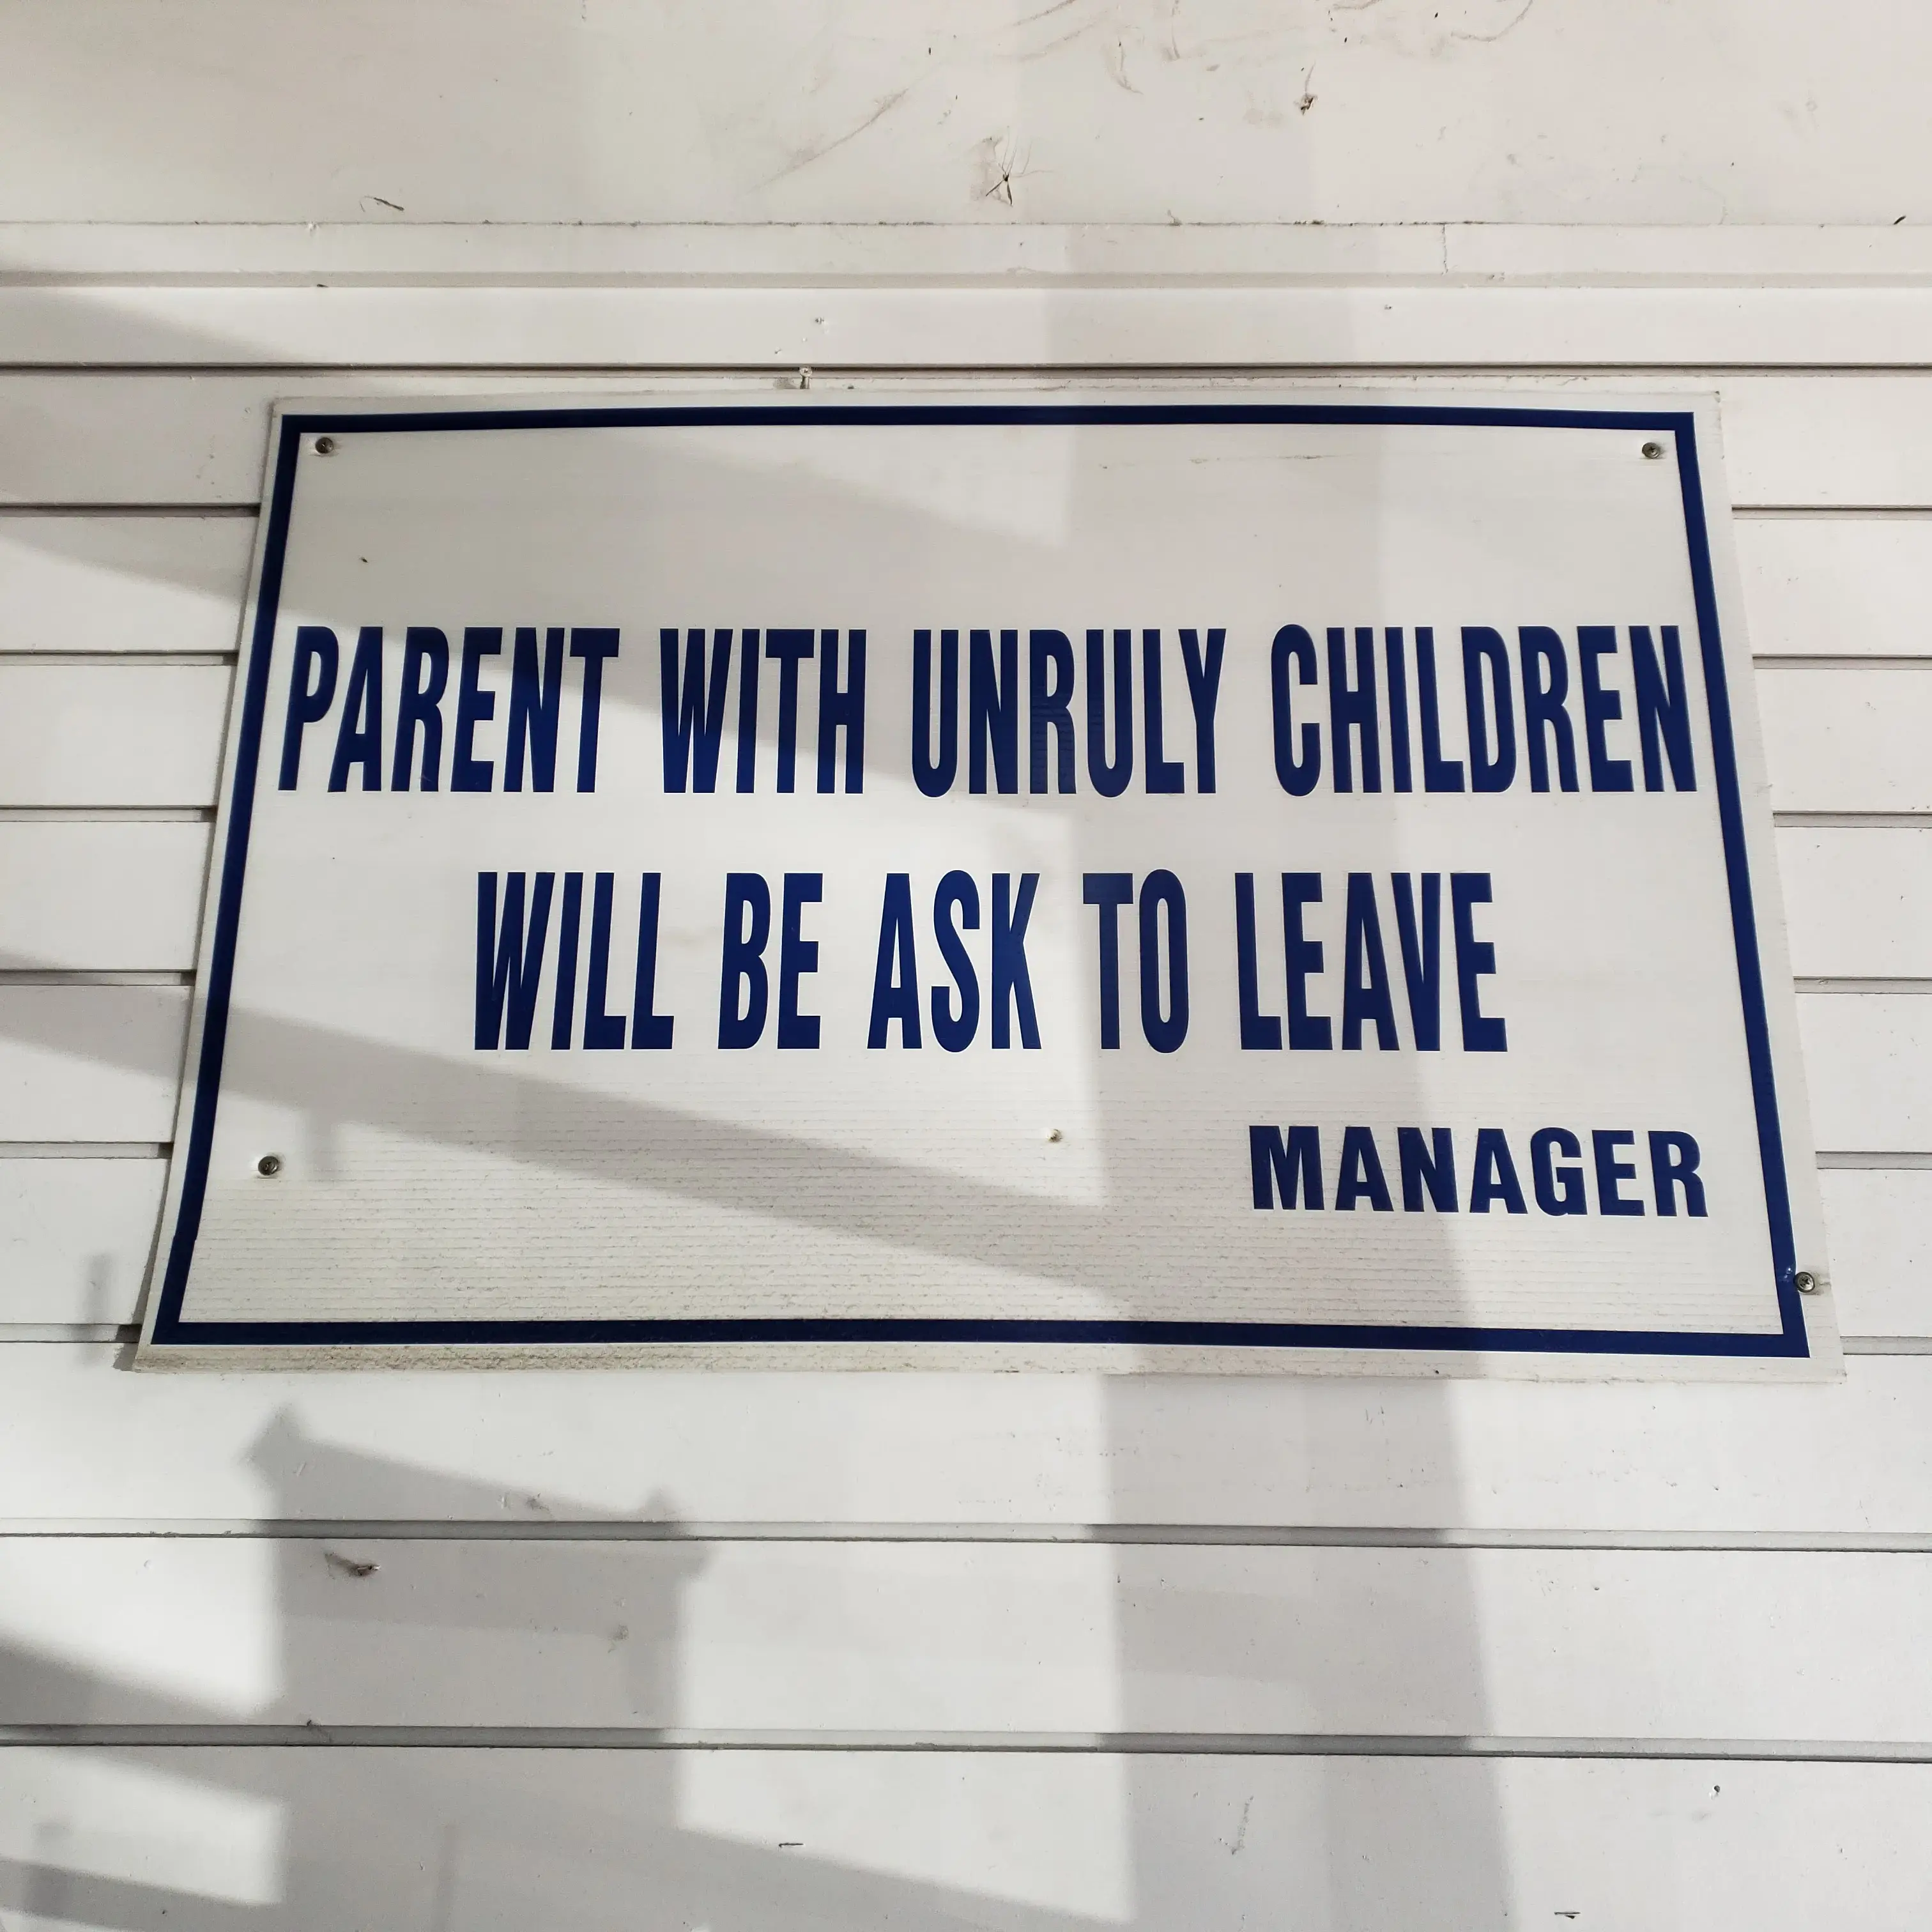 PARENT WITH UNRULY CHILDREN
WILL BE ASK TO LEAVE
MANAGER